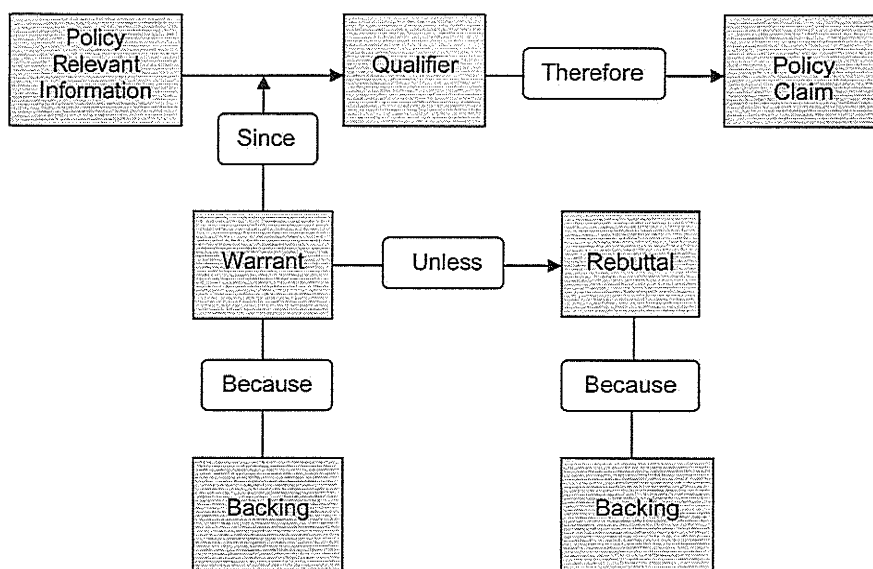 Policy
Relevant
Information
Qualifier
Therefore
Policy
Claim
Since
Warrant
Unless
Rebuttal
Because
Because
Backing
Backing